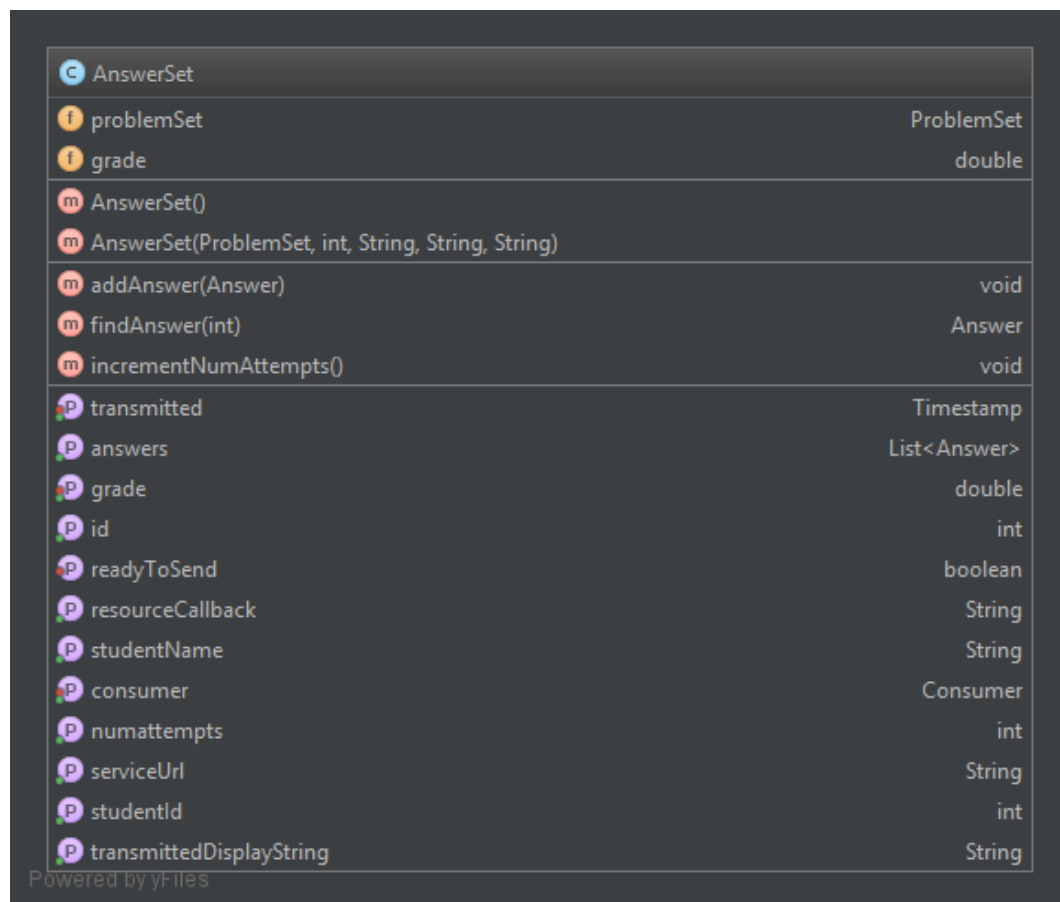 C AnswerSet
f problemSet ProblemSet
f grade double
m AnswerSet()
m AnswerSet(ProblemSet, int, String, String, String)
m addAnswer(Answer) void
m findAnswer(int) Answer
m incrementNumAttempts() void
P transmitted Timestamp
P answers List<Answer>
P grade double
P id int
P readyToSend boolean
P resourceCallback String
P studentName String
P consumer Consumer
P numattempts int
P serviceUrl String
P studentId int
P transmittedDisplayString String
Powered by yFiles